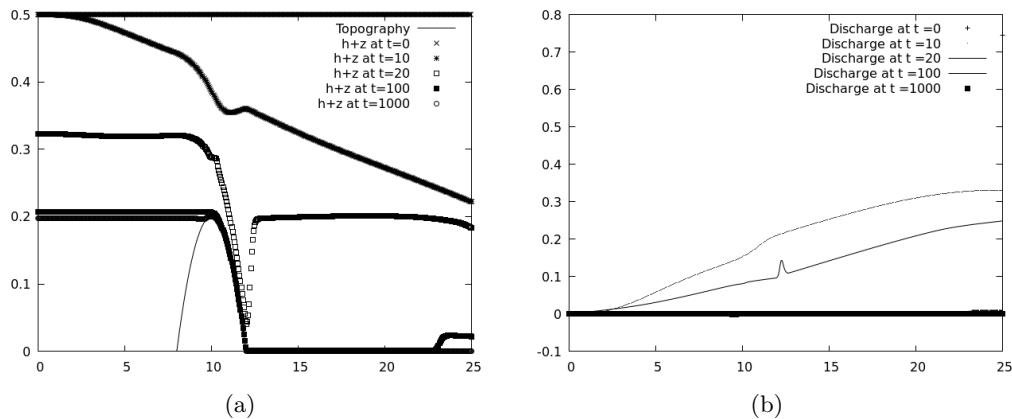 0.5
0.4
0.3
0.2
0.1
0
0 5 10 15 20 25
Topography
h+z at t=0
h+z at t=10
h+z at t=20
h+z at t=100
h+z at t=1000
(a)
0.8
0.7
0.6
0.5
0.4
0.3
0.2
0.1
0
-0.1
0 5 10 15 20 25
Discharge at t =0
Discharge at t =10
Discharge at t =20
Discharge at t =100
Discharge at t =1000
(b)